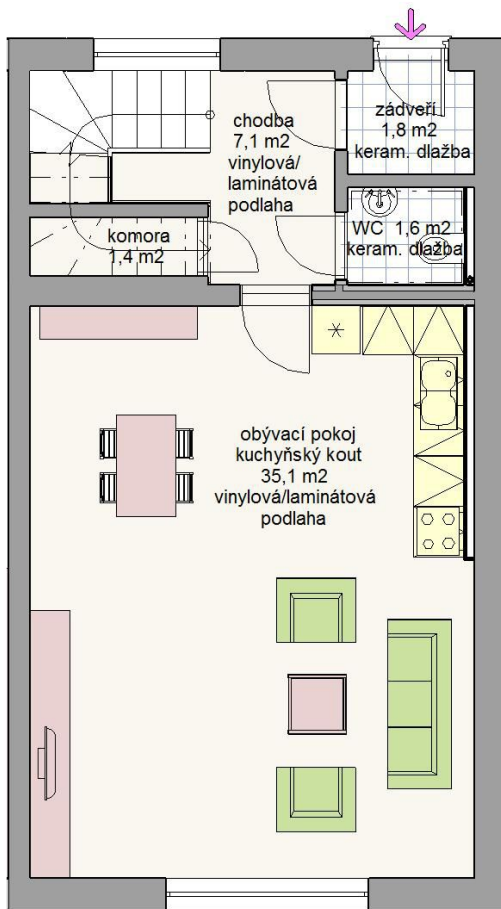 chodba
7,1 m2
vinylová/
laminátová
podlaha
zádveří
1,8 m2
keram. dlažba
WC 1,6 m2
keram. dlažba
komora
1,4 m2
obývací pokoj
kuchyňský kout
35,1 m2
vinylová/laminátová
podlaha